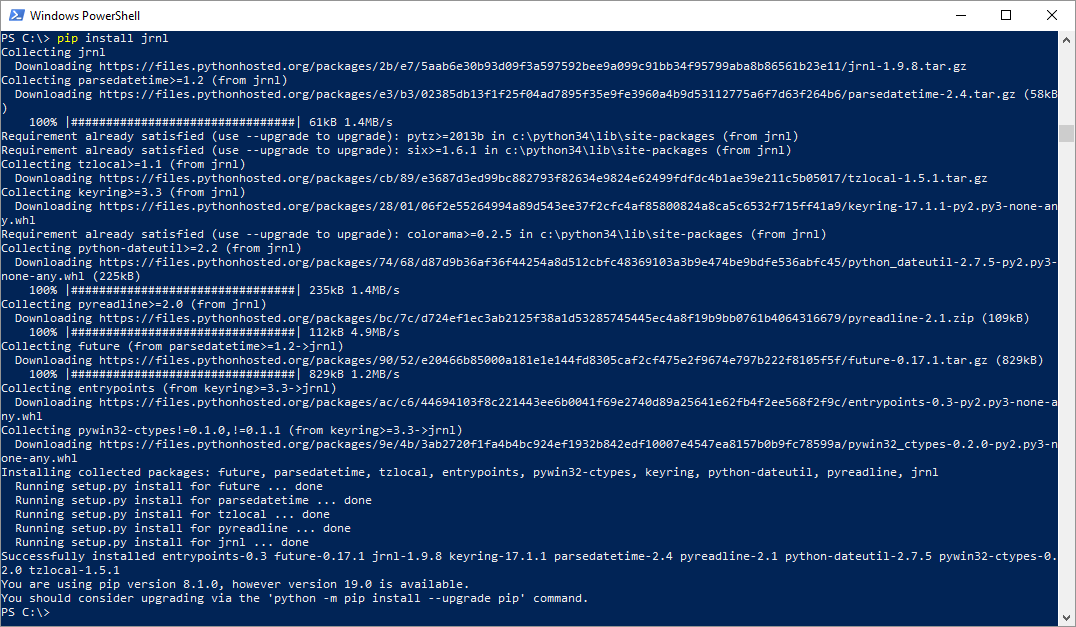 Windows PowerShell
PS C:\> pip install jrnl
Collecting jrnl
  Downloading https://files.pythonhosted.org/packages/2b/e7/5aab6e30b93d09f3a597592bee9a099c91bb34f95799aba8b86561b23e11/jrnl-1.9.8.tar.gz
Collecting parsedatetime>=1.2 (from jrnl)
  Downloading https://files.pythonhosted.org/packages/e3/b3/02385db13f1f25f04ad7895f35e9fe3960a4b9d53112775a6f7d63f264b6/parsedatetime-2.4.tar.gz (58kB
)
    100% |################################| 61kB 1.4MB/s
Requirement already satisfied (use --upgrade to upgrade): pytz>=2013b in c:\python34\lib\site-packages (from jrnl)
Requirement already satisfied (use --upgrade to upgrade): six>=1.6.1 in c:\python34\lib\site-packages (from jrnl)
Collecting tzlocal>=1.1 (from jrnl)
  Downloading https://files.pythonhosted.org/packages/cb/89/e3687d3ed99bc882793f82634e9824e62499fdfdc4b1ae39e211c5b05017/tzlocal-1.5.1.tar.gz
Collecting keyring>=3.3 (from jrnl)
  Downloading https://files.pythonhosted.org/packages/28/01/06f2e55264994a89d543ee37f2cfc4af85800824a8ca5c6532f715ff41a9/keyring-17.1.1-py2.py3-none-an
y.whl
Requirement already satisfied (use --upgrade to upgrade): colorama>=0.2.5 in c:\python34\lib\site-packages (from jrnl)
Collecting python-dateutil>=2.2 (from jrnl)
  Downloading https://files.pythonhosted.org/packages/74/68/d87d9b36af36f44254a8d512cbfc48369103a3b9e474be9bdfe536abfc45/python_dateutil-2.7.5-py2.py3-
none-any.whl (225kB)
    100% |################################| 235kB 1.4MB/s
Collecting pyreadline>=2.0 (from jrnl)
  Downloading https://files.pythonhosted.org/packages/bc/7c/d724ef1ec3ab2125f38a1d53285745445ec4a8f19b9bb0761b4064316679/pyreadline-2.1.zip (109kB)
    100% |################################| 112kB 4.9MB/s
Collecting future (from parsedatetime>=1.2->jrnl)
  Downloading https://files.pythonhosted.org/packages/90/52/e20466b85000a181e1e144fd8305caf2cf475e2f9674e797b222f8105f5f/future-0.17.1.tar.gz (829kB)
    100% |################################| 829kB 1.2MB/s
Collecting entrypoints (from keyring>=3.3->jrnl)
  Downloading https://files.pythonhosted.org/packages/ac/c6/44694103f8c221443ee6b0041f69e2740d89a25641e62fb4f2ee568f2f9c/entrypoints-0.3-py2.py3-none-a
ny.whl
Collecting pywin32-ctypes!=0.1.0,!=0.1.1 (from keyring>=3.3->jrnl)
  Downloading https://files.pythonhosted.org/packages/9e/4b/3ab2720f1fa4b4bc924ef1932b842edf10007e4547ea8157b0b9fc78599a/pywin32_ctypes-0.2.0-py2.py3-n
one-any.whl
Installing collected packages: future, parsedatetime, tzlocal, entrypoints, pywin32-ctypes, keyring, python-dateutil, pyreadline, jrnl
  Running setup.py install for future ... done
  Running setup.py install for parsedatetime ... done
  Running setup.py install for tzlocal ... done
  Running setup.py install for pyreadline ... done
  Running setup.py install for jrnl ... done
Successfully installed entrypoints-0.3 future-0.17.1 jrnl-1.9.8 keyring-17.1.1 parsedatetime-2.4 pyreadline-2.1 python-dateutil-2.7.5 pywin32-ctypes-0.
2.0 tzlocal-1.5.1
You are using pip version 8.1.0, however version 19.0 is available.
You should consider upgrading via the 'python -m pip install --upgrade pip' command.
PS C:\>